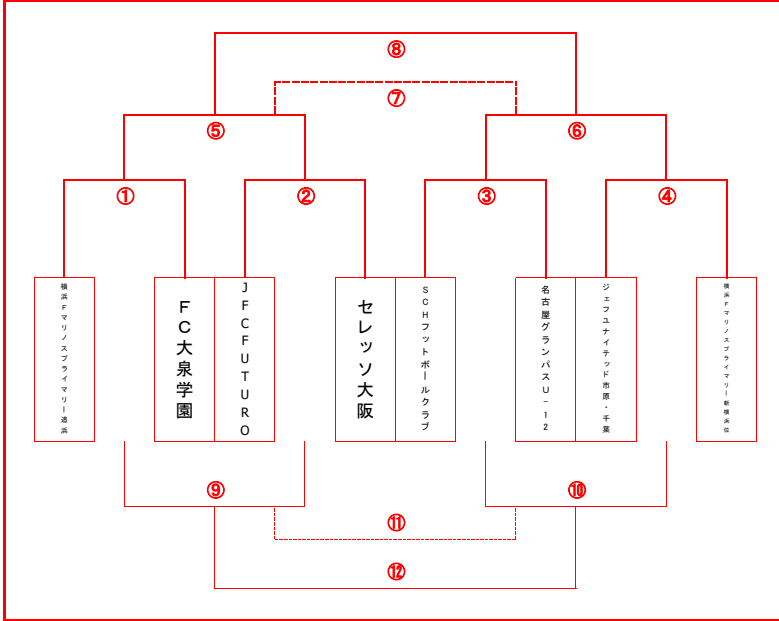 ⑧
⑦
⑤
⑥
①
②
③
④
横浜Fマリノスプライマリー追浜
FC大泉学園
JFCFUTURO
セレッソ大阪
SCHフットボールクラブ
名古屋グランパスU-12
ジェフユナイテッド市原・千葉
横浜Fマリノスプライマリー新横浜位
⑨
⑩
⑪
⑫